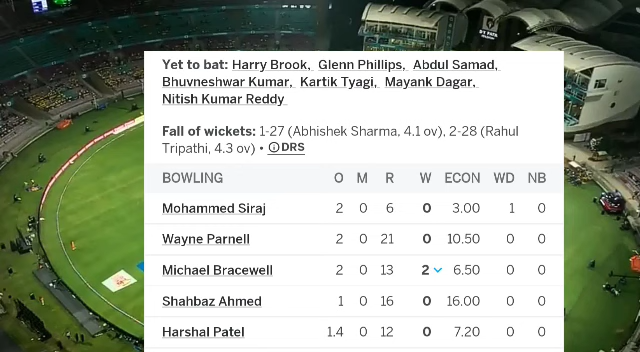 DY PATIL
Yet to bat: Harry Brook, Glenn Phillips, Abdul Samad,
Bhuvneshwar Kumar, Kartik Tyagi, Mayank Dagar,
Nitish Kumar Reddy
Fall of wickets: 1-27 (Abhishek Sharma, 4.1 ov), 2-28 (Rahul
Tripathi, 4.3 ov) • DRS
BOWLING O M R W ECON WD NB
Mohammed Siraj 2 0 6 0 3.00 1 0
Wayne Parnell 2 0 21 0 10.50 0 0
Michael Bracewell 2 0 13 2 6.50 0 0
Shahbaz Ahmed 1 0 16 0 16.00 0 0
Harshal Patel 1.4 0 12 0 7.20 0 0